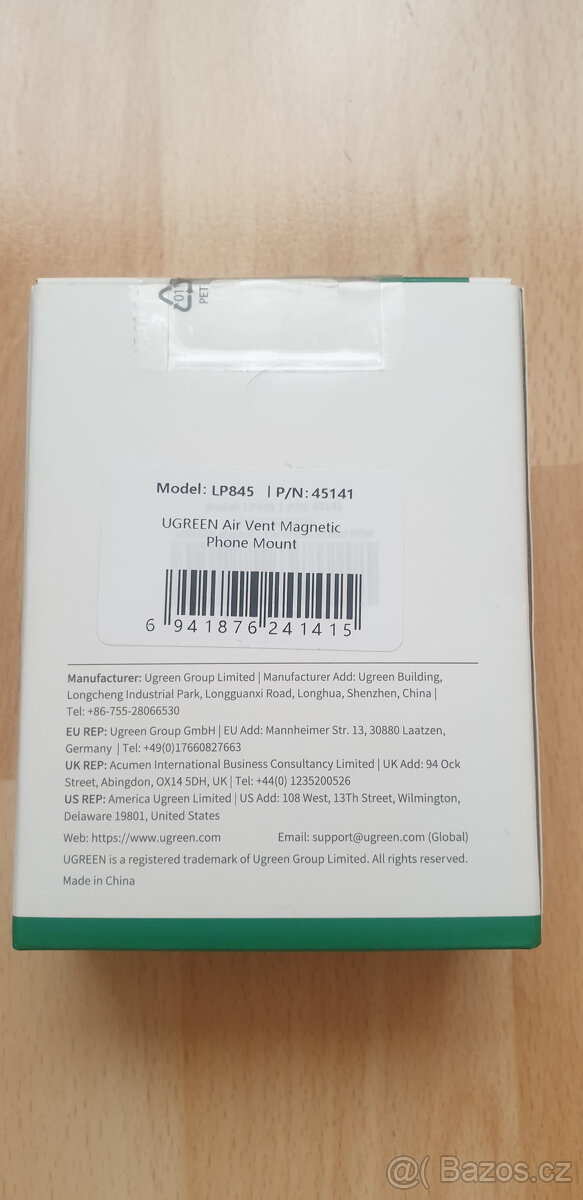 01
PET
Model: LP845 | P/N: 45141
UGREEN Air Vent Magnetic
Phone Mount
6 941876 241415
Manufacturer: Ugreen Group Limited | Manufacturer Add: Ugreen Building,
Longcheng Industrial Park, Longguanxi Road, Longhua, Shenzhen, China |
Tel: +86-755-28066530
EU REP: Ugreen Group GmbH | EU Add: Mannheimer Str. 13, 30880 Laatzen,
Germany | Tel: +49(0)17660827663
UK REP: Acumen International Business Consultancy Limited | UK Add: 94 Ock
Street, Abingdon, OX14 5DH, UK | Tel: +44(0) 1235200526
US REP: America Ugreen Limited | US Add: 108 West, 13Th Street, Wilmington,
Delaware 19801, United States
Web: https://www.ugreen.com Email: support@ugreen.com (Global)
UGREEN is a registered trademark of Ugreen Group Limited. All rights reserved.
Made in China
@( Bazos.cz